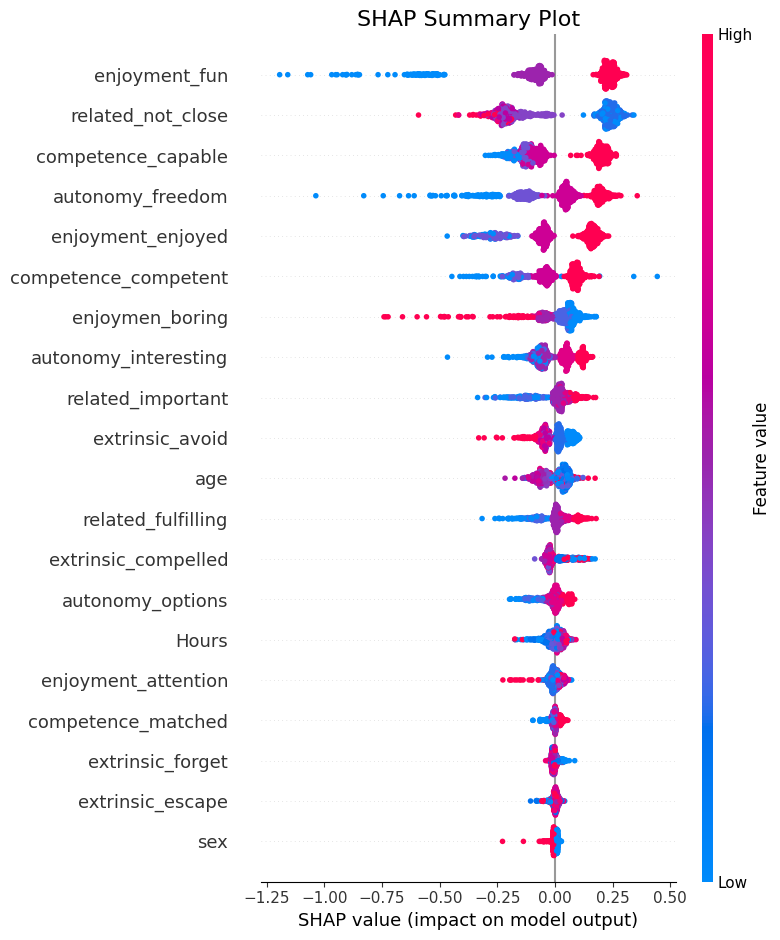 SHAP Summary Plot
High
enjoyment_fun
related_not_close
competence_capable
autonomy_freedom
enjoyment_enjoyed
competence_competent
enjoymen_boring
autonomy_interesting
related_important
extrinsic_avoid
age
related_fulfilling
extrinsic_compelled
autonomy_options
Hours
enjoyment_attention
competence_matched
extrinsic_forget
extrinsic_escape
sex
Feature value
Low
−1.25 −1.00 −0.75 −0.50 −0.25 0.00 0.25 0.50
SHAP value (impact on model output)